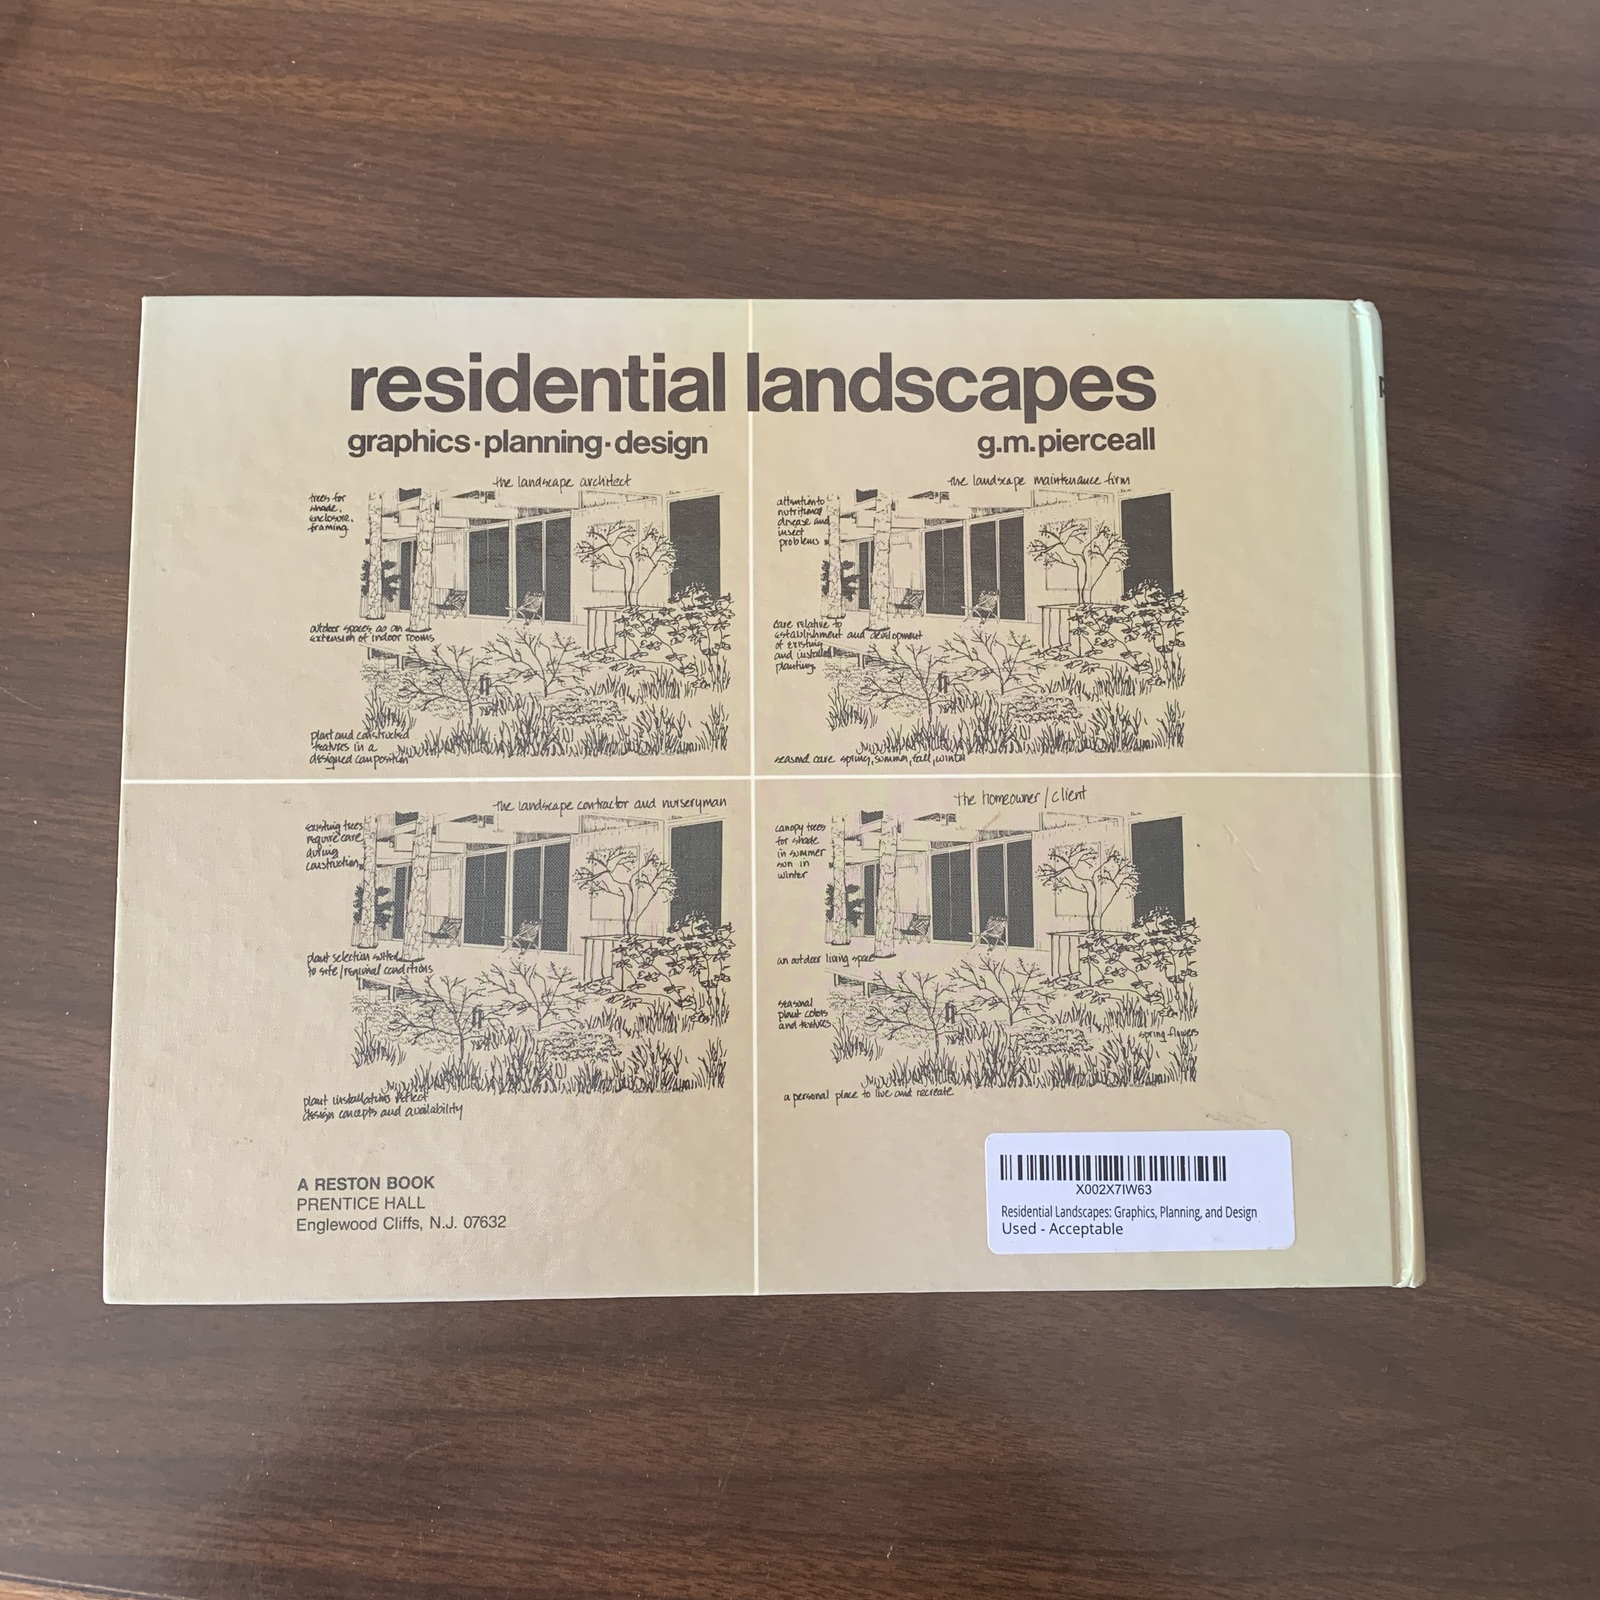 residential landscapes
graphics·planning·design
g.m.pierceall
the landscape architect
trees for
shade,
enclosure,
framing
outdoor spaces as an
extension of indoor rooms
plant and constructed
features in a
designed composition
the landscape maintenance firm
attention to
nutritional
disease and
insect
problems
care relative to
establishment and development
of existing
and installed
planting
seasonal care spring, summer, fall, winter
the landscape contractor and nurseryman
existing trees
require care
during
construction
plant selection suited
to site/regional conditions
plant installations reflect
design concepts and availability
the homeowner/client
canopy trees
for shade
in summer
sun in
winter
an outdoor living space
seasonal
plant colors
and textures
spring flowers
a personal place to live and recreate
A RESTON BOOK
PRENTICE HALL
Englewood Cliffs, N.J. 07632
X002X7IW63
Residential Landscapes: Graphics, Planning, and Design
Used - Acceptable